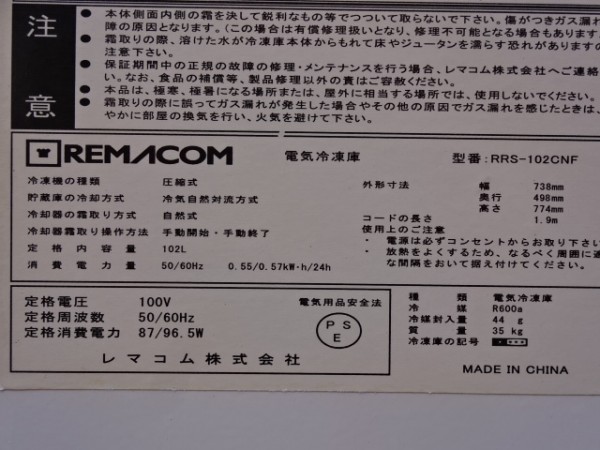 注意
● 本体側面内側の霜を決して鋭利なもの等でつついて取らないで下さい。傷がつきガス漏
障の原因となります。(この場合は有償修理扱いとなり、修理不可能となる場合もあります
● 霜取りの際、溶けた水が冷凍庫本体からもれて床やジュータンを濡らす恐れがありますの
注意下さい。
● 保証期間中の正規の故障の修理・メンテナンスを行う場合、レマコム株式会社へご連絡
い。なお、食品の補償等、製品修理以外の責はご容赦ください。
● 本品は、極寒、極暑になる場所または、屋外に相当する場所では、使用しないでください。
● 霜取りの際に誤ってガス漏れが発生した場合やその他の原因でガス漏れを感じたときは、
やかに部屋の換気を行い、火気を避けて下さい。
REMACOM 電気冷凍庫 型番:RRS-102CNF
冷凍機の種類 圧縮式
貯蔵庫の冷却方式 冷気自然対流方式
冷却器の霜取り方式 自然式
冷却器霜取り操作方法 手動開始・手動終了
定格内容量 102L
消費電力量 50/60Hz 0.55/0.57kW・h/24h
外形寸法 幅 738mm
奥行 498mm
高さ 774mm
コードの長さ 1.9m
使用上のご注意
・ 電源は必ずコンセントからお取り下さい
・ 放熱をよくするため、なるべく周囲に適
な間隔をおいて据え付けてください。
定格電圧 100V
定格周波数 50/60Hz
定格消費電力 87/96.5W
レマコム株式会社
電気用品安全法
PSE
種類 電気冷凍庫
冷媒 R600a
冷媒封入量 44 g
質量 35 kg
冷凍庫の記号
MADE IN CHINA